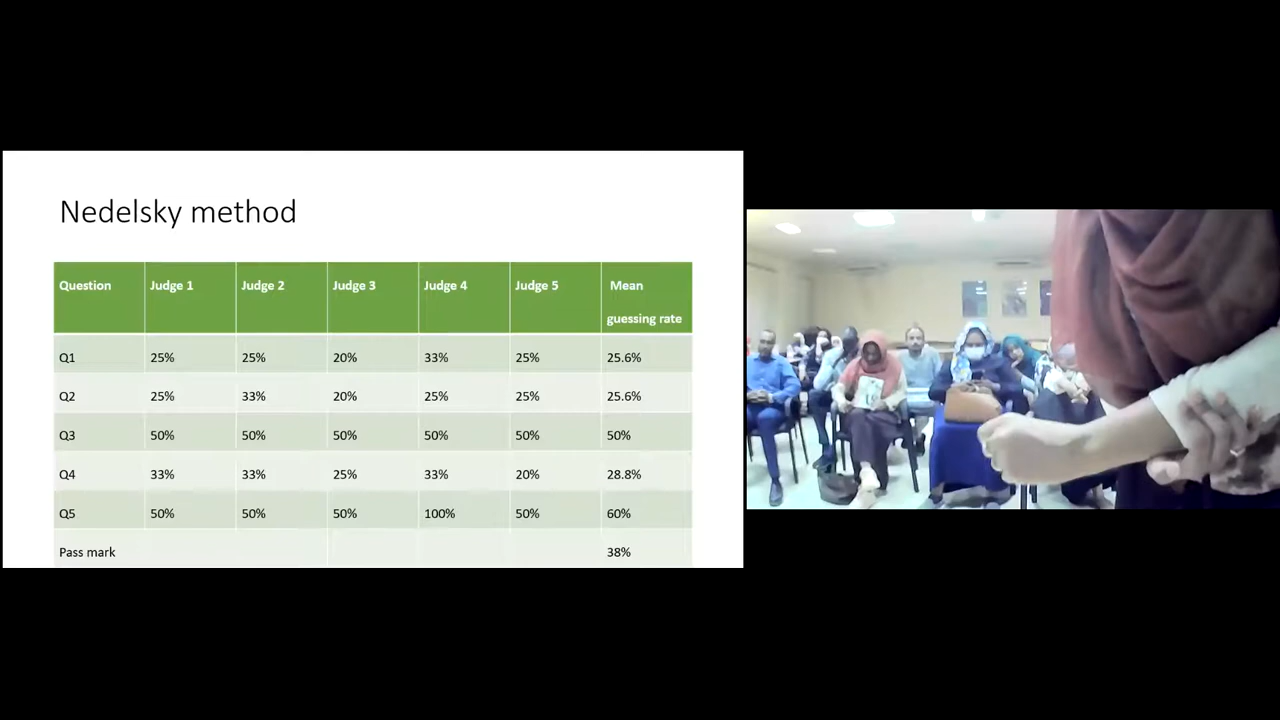 Nedelsky method
Question Judge 1 Judge 2 Judge 3 Judge 4 Judge 5 Mean guessing rate
Q1 25% 25% 20% 33% 25% 25.6%
Q2 25% 33% 20% 25% 25% 25.6%
Q3 50% 50% 50% 50% 50% 50%
Q4 33% 33% 25% 33% 20% 28.8%
Q5 50% 50% 50% 100% 50% 60%
Pass mark 38%